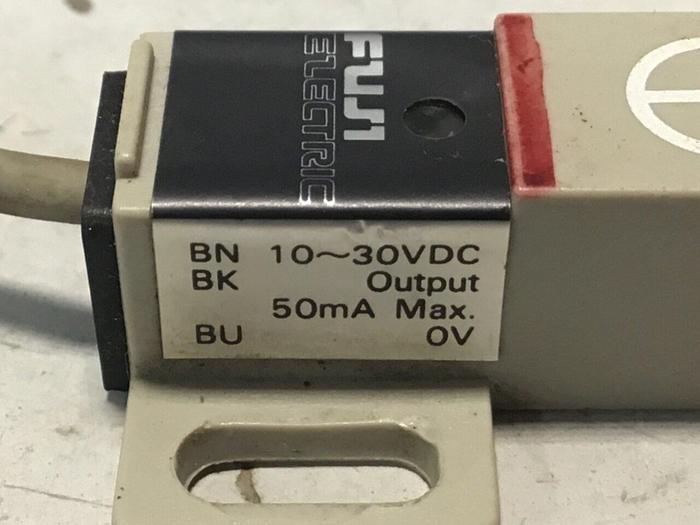 FUJI
ELECTRIC
BN 10～30VDC
BK Output
50mA Max.
BU 0V